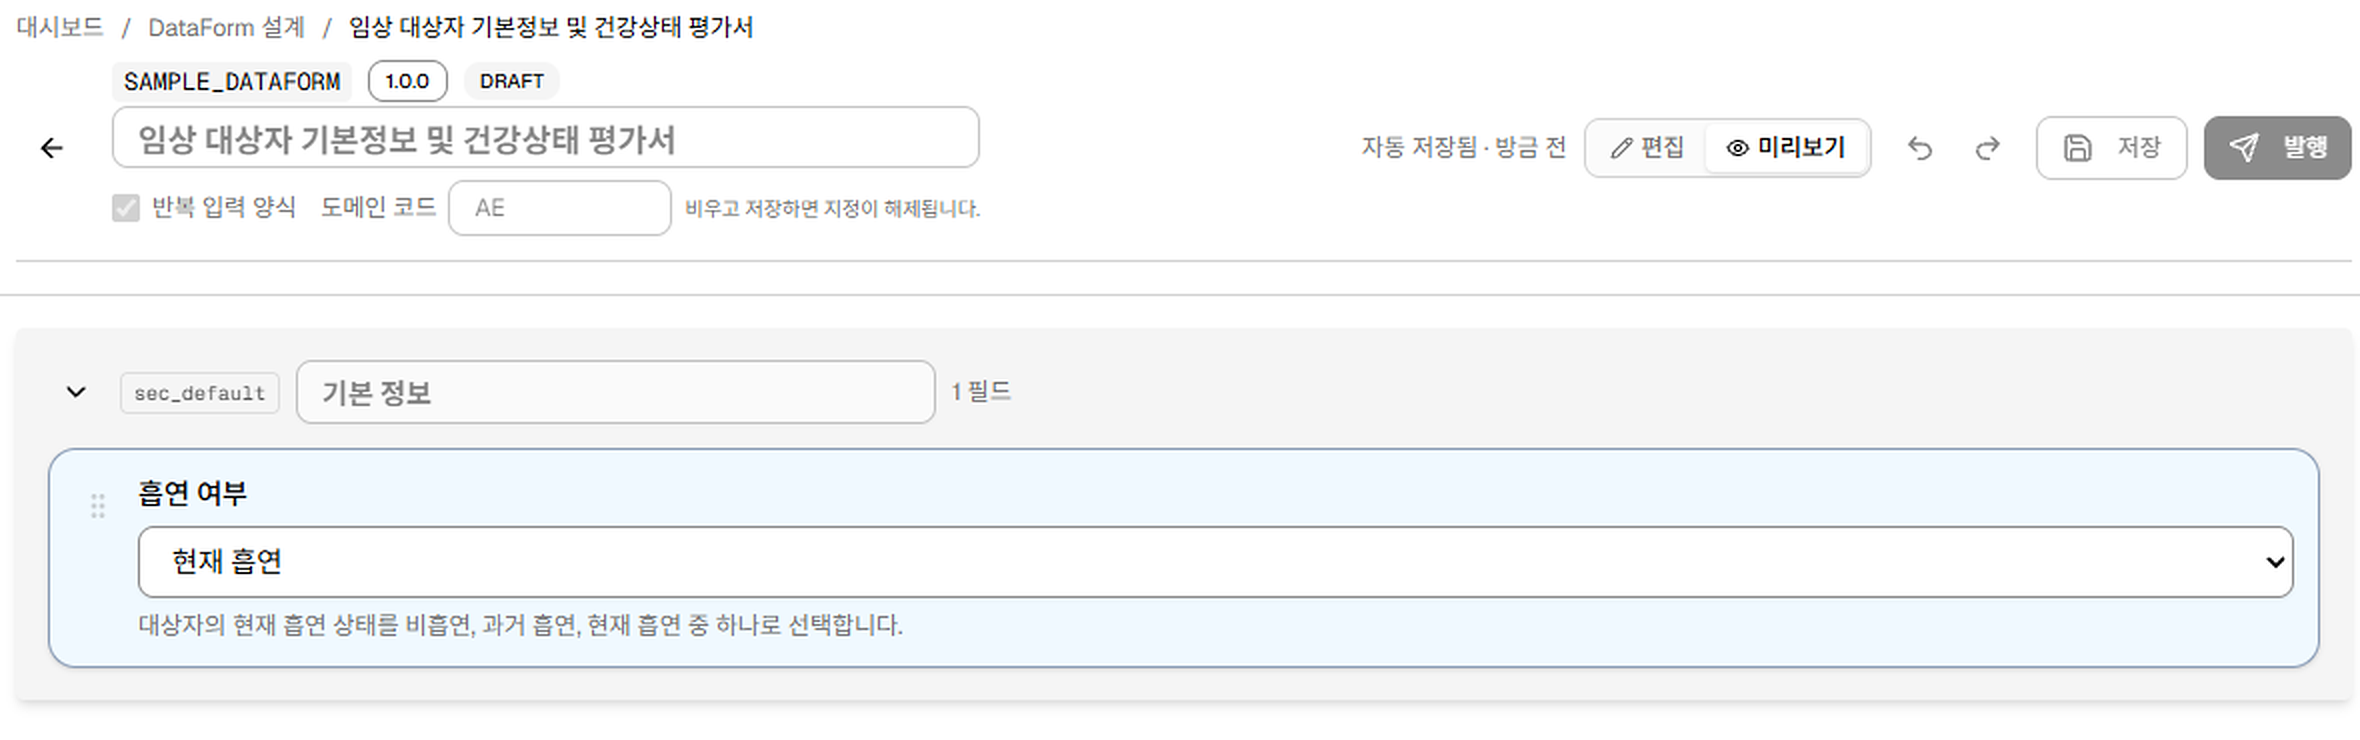 대시보드 / DataForm 설계 / 임상 대상자 기본정보 및 건강상태 평가서
SAMPLE_DATAFORM 1.0.0 DRAFT
임상 대상자 기본정보 및 건강상태 평가서
자동 저장됨 · 방금 전 편집 미리보기 저장 발행
반복 입력 양식 도메인 코드 AE 비우고 저장하면 지정이 해제됩니다.
sec_default 기본 정보 1 필드
흡연 여부
현재 흡연
대상자의 현재 흡연 상태를 비흡연, 과거 흡연, 현재 흡연 중 하나로 선택합니다.